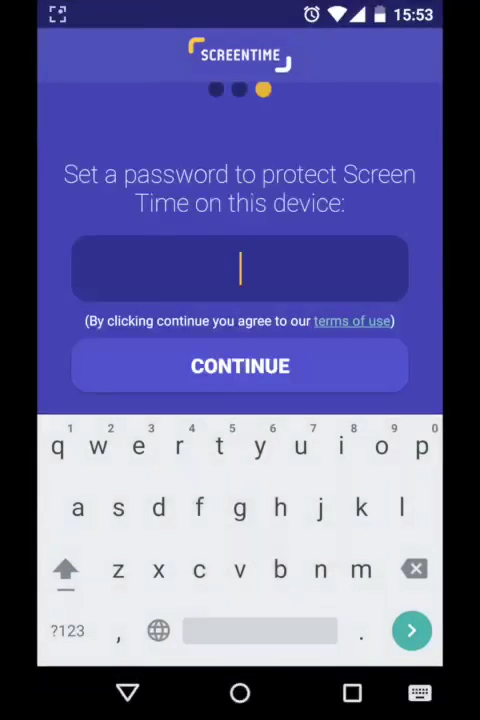 15:53
SCREENTIME
Set a password to protect Screen
Time on this device:
(By clicking continue you agree to our terms of use)
CONTINUE
1 2 3 4 5 6 7 8 9 0
q w e r t y u i o p
a s d f g h j k l
z x c v b n m
?123 , .